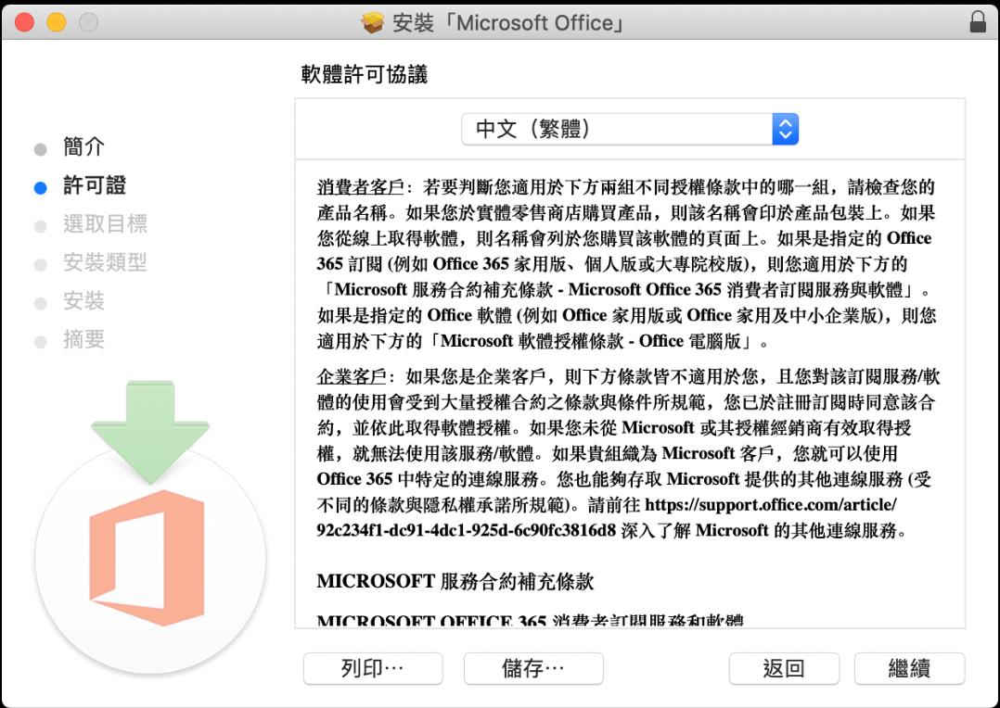 安裝「Microsoft Office」
軟體許可協議
簡介
許可證
選取目標
安裝類型
安裝
摘要
中文（繁體）
消費者客戶：若要判斷您適用於下方兩組不同授權條款中的哪一組，請檢查您的
產品名稱。如果您於實體零售商店購買產品，則該名稱會印於產品包裝上。如果
您從線上取得軟體，則名稱會列於您購買該軟體的頁面上。如果是指定的 Office
365 訂閱 (例如 Office 365 家用版、個人版或大專院校版)，則您適用於下方的
「Microsoft 服務合約補充條款 - Microsoft Office 365 消費者訂閱服務與軟體」。
如果是指定的 Office 軟體 (例如 Office 家用版或 Office 家用及中小企業版)，則您
適用於下方的「Microsoft 軟體授權條款 - Office 電腦版」。
企業客戶：如果您是企業客戶，則下方條款皆不適用於您，且您對該訂閱服務/軟
體的使用會受到大量授權合約之條款與條件所規範，您已於註冊訂閱時同意該合
約，並依此取得軟體授權。如果您未從 Microsoft 或其授權經銷商有效取得授
權，就無法使用該服務/軟體。如果貴組織為 Microsoft 客戶，您就可以使用
Office 365 中特定的連線服務。您也能夠存取 Microsoft 提供的其他連線服務 (受
不同的條款與隱私權承諾所規範)。請前往 https://support.office.com/article/
92c234f1-dc91-4dc1-925d-6c90fc3816d8 深入了解 Microsoft 的其他連線服務。
MICROSOFT 服務合約補充條款
MICROSOFT OFFICE 365 消費者訂閱服務和軟體
列印…
儲存…
返回
繼續